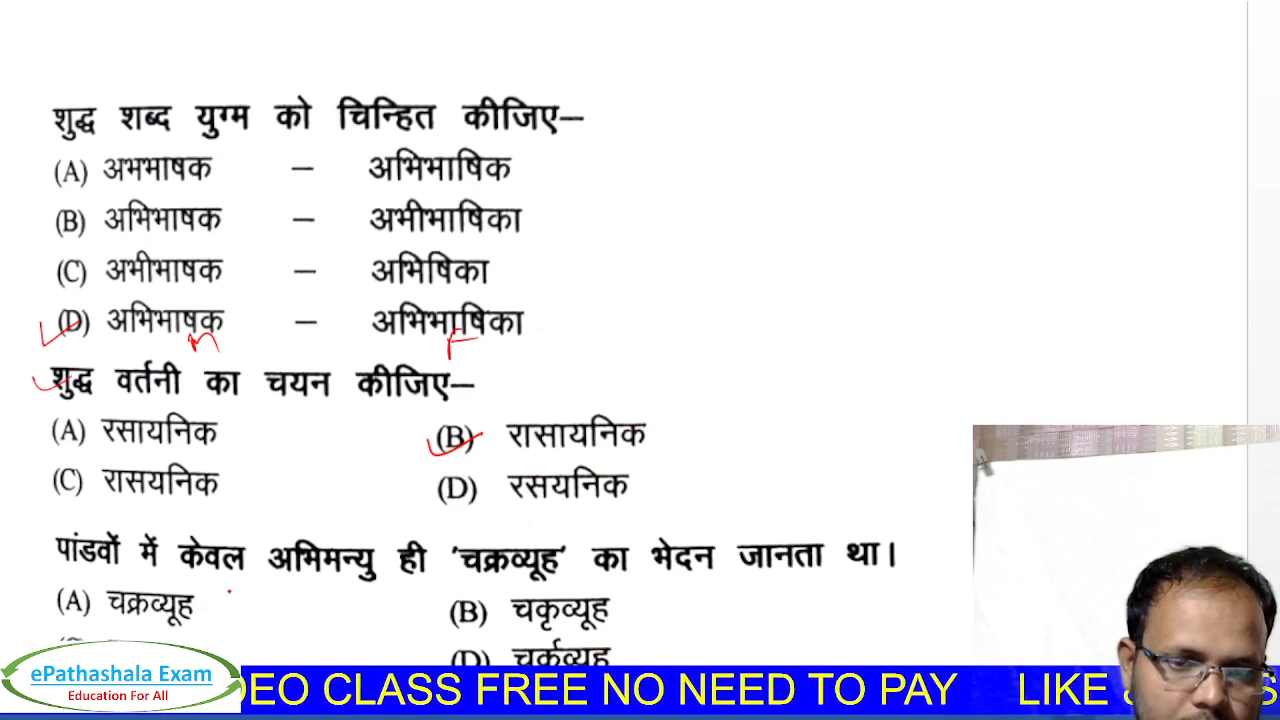 शुद्ध शब्द युग्म को चिन्हित कीजिए–
(A) अभभाषक – अभिभाषिक
(B) अभिभाषक – अभीभाषिका
(C) अभीभाषक – अभिषिका
(D) अभिभाषक – अभिभाषिका
n F
शुद्ध वर्तनी का चयन कीजिए–
(A) रसायनिक (B) रासायनिक
(C) रासयनिक (D) रसयनिक
पांडवों में केवल अभिमन्यु ही 'चक्रव्यूह' का भेदन जानता था।
(A) चक्रव्यूह (B) चकृव्यूह
(D) चर्कव्यूह
ePathashala Exam
Education For All
DEO CLASS FREE NO NEED TO PAY LIKE